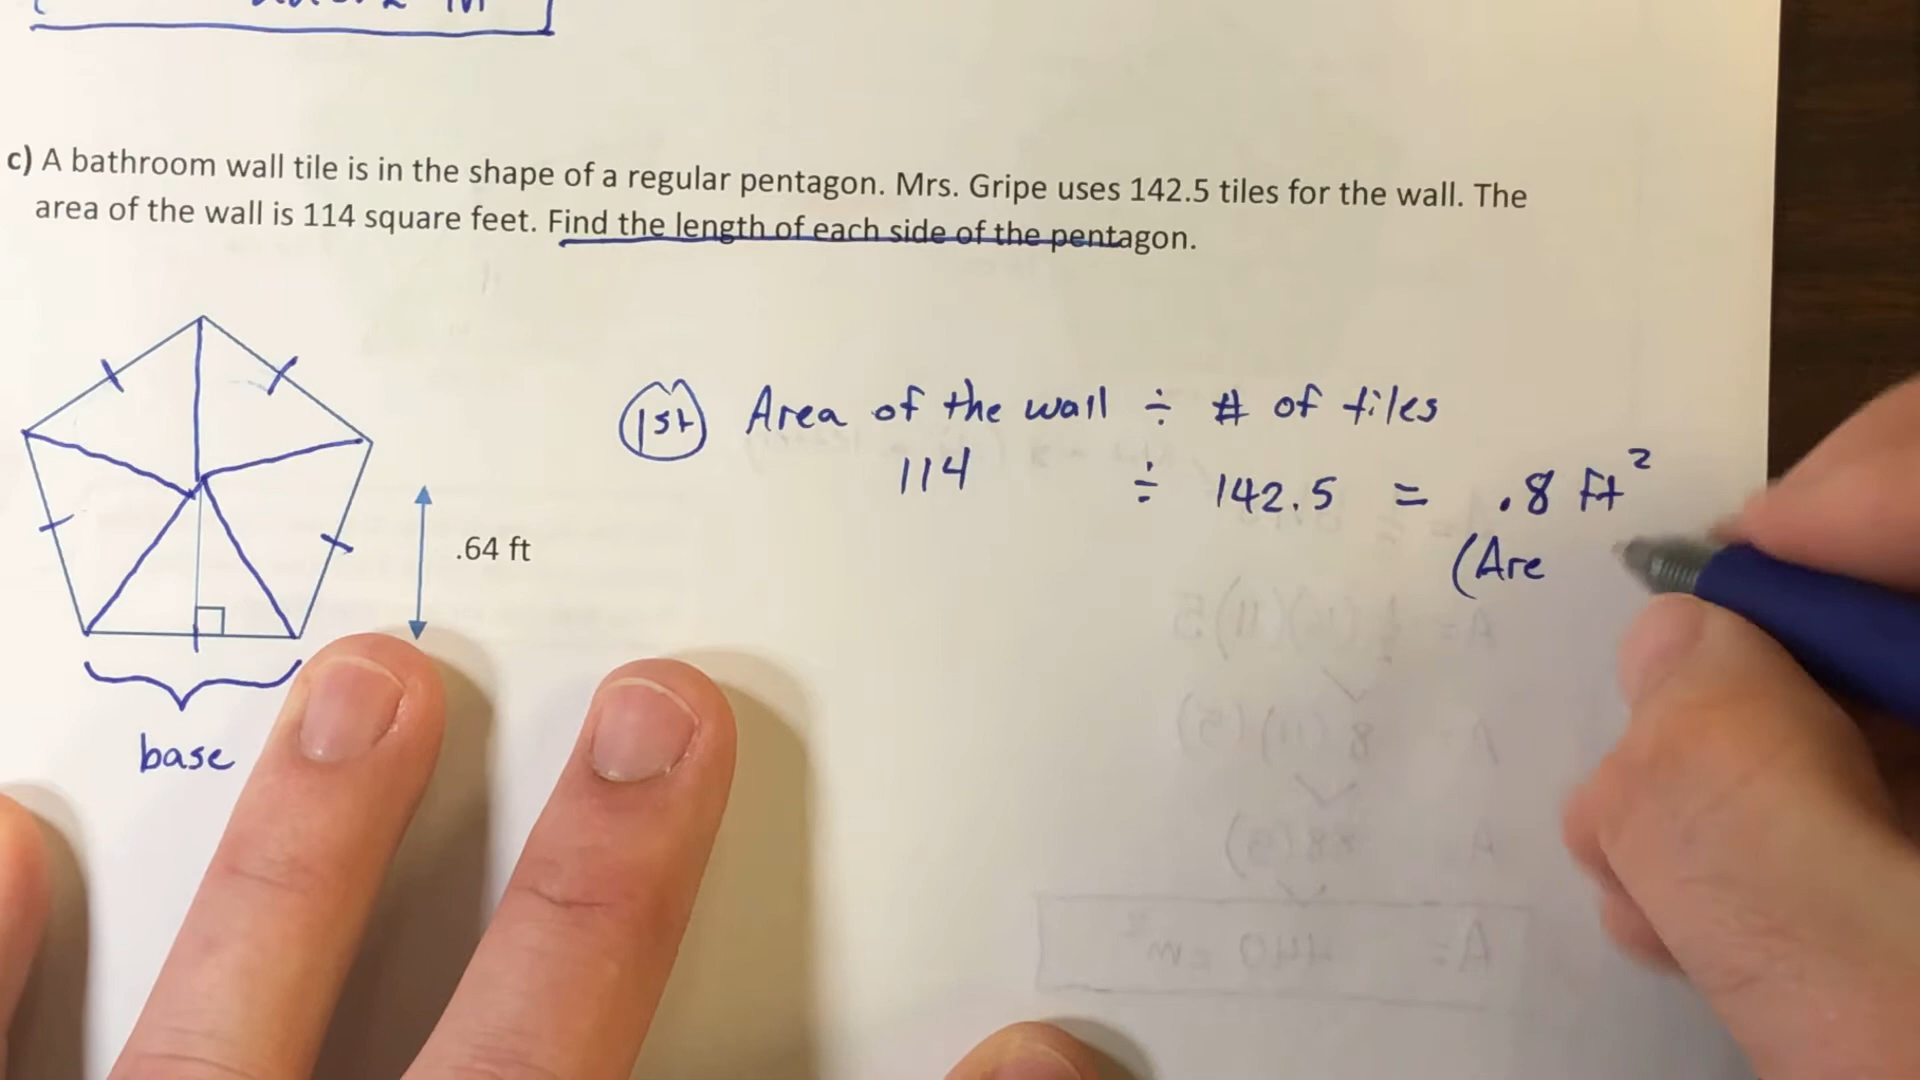 c) A bathroom wall tile is in the shape of a regular pentagon. Mrs. Gripe uses 142.5 tiles for the wall. The
area of the wall is 114 square feet. Find the length of each side of the pentagon.
1st Area of the wall ÷ # of tiles
114 ÷ 142.5 = .8 ft²
(Are
.64 ft
base